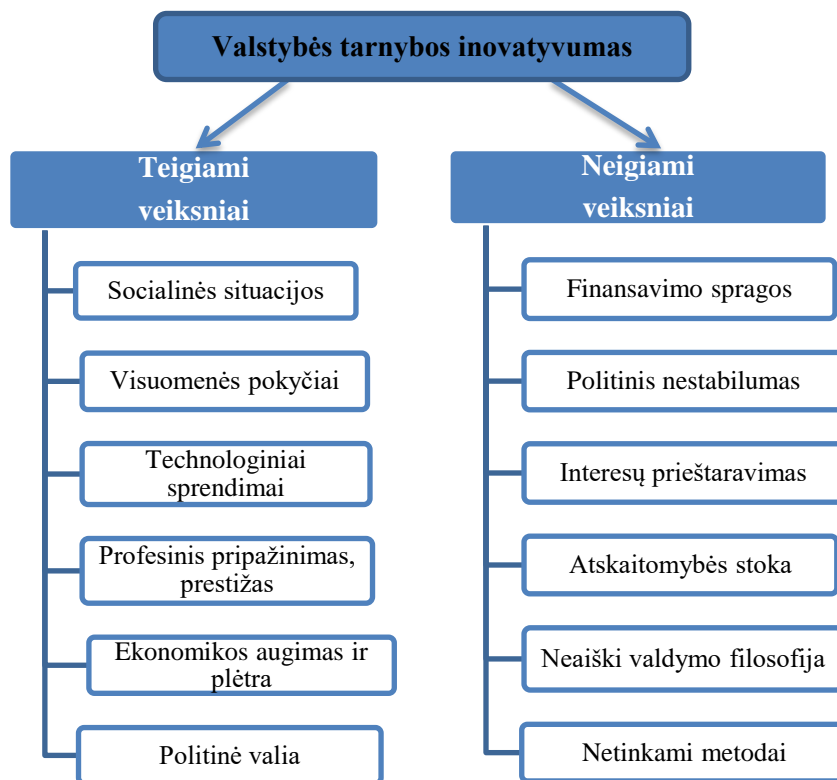 Valstybės tarnybos inovatyvumas
Teigiami
veiksniai
Socialinės situacijos
Visuomenės pokyčiai
Technologiniai
sprendimai
Profesinis pripažinimas,
prestižas
Ekonomikos augimas ir
plėtra
Politinė valia
Neigiami
veiksniai
Finansavimo spragos
Politinis nestabilumas
Interesų prieštaravimas
Atskaitomybės stoka
Neaiški valdymo filosofija
Netinkami metodai